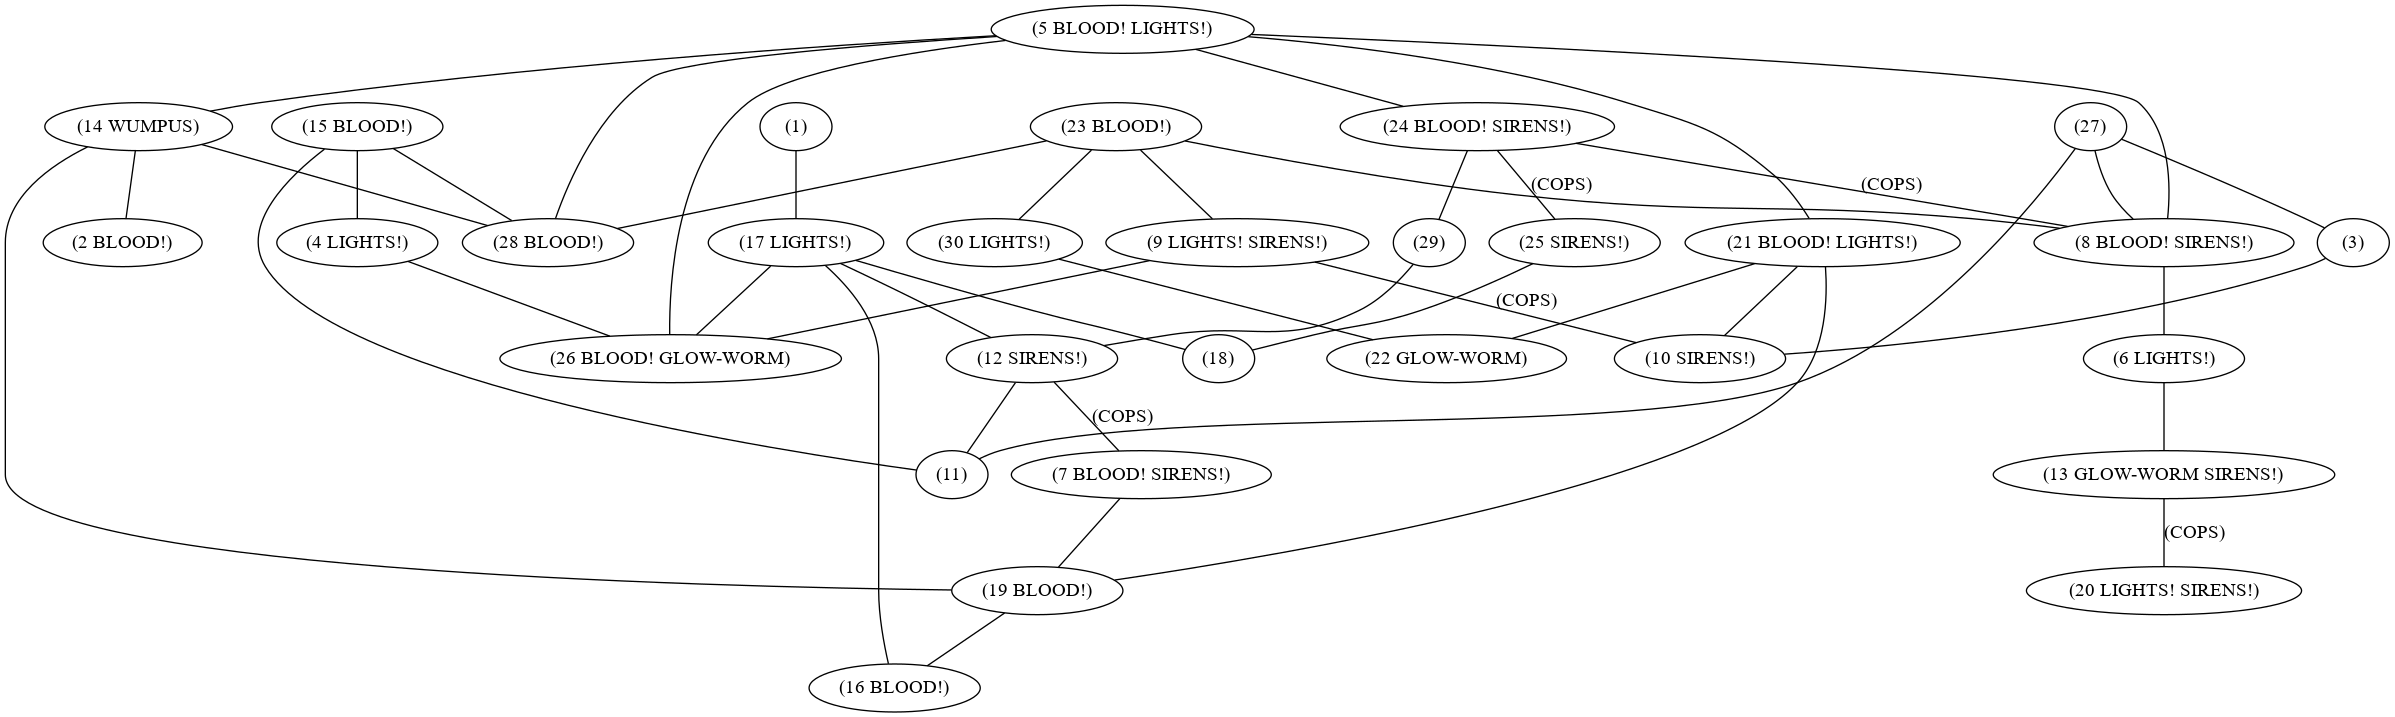 (5 BLOOD! LIGHTS!)
(14 WUMPUS)
(15 BLOOD!)
(1)
(23 BLOOD!)
(24 BLOOD! SIRENS!)
(27)
(COPS)
(COPS)
(2 BLOOD!)
(4 LIGHTS!)
(28 BLOOD!)
(17 LIGHTS!)
(30 LIGHTS!)
(9 LIGHTS! SIRENS!)
(29)
(25 SIRENS!)
(21 BLOOD! LIGHTS!)
(8 BLOOD! SIRENS!)
(3)
(COPS)
(26 BLOOD! GLOW-WORM)
(12 SIRENS!)
(18)
(22 GLOW-WORM)
(10 SIRENS!)
(6 LIGHTS!)
(COPS)
(11)
(7 BLOOD! SIRENS!)
(13 GLOW-WORM SIRENS!)
(COPS)
(19 BLOOD!)
(20 LIGHTS! SIRENS!)
(16 BLOOD!)